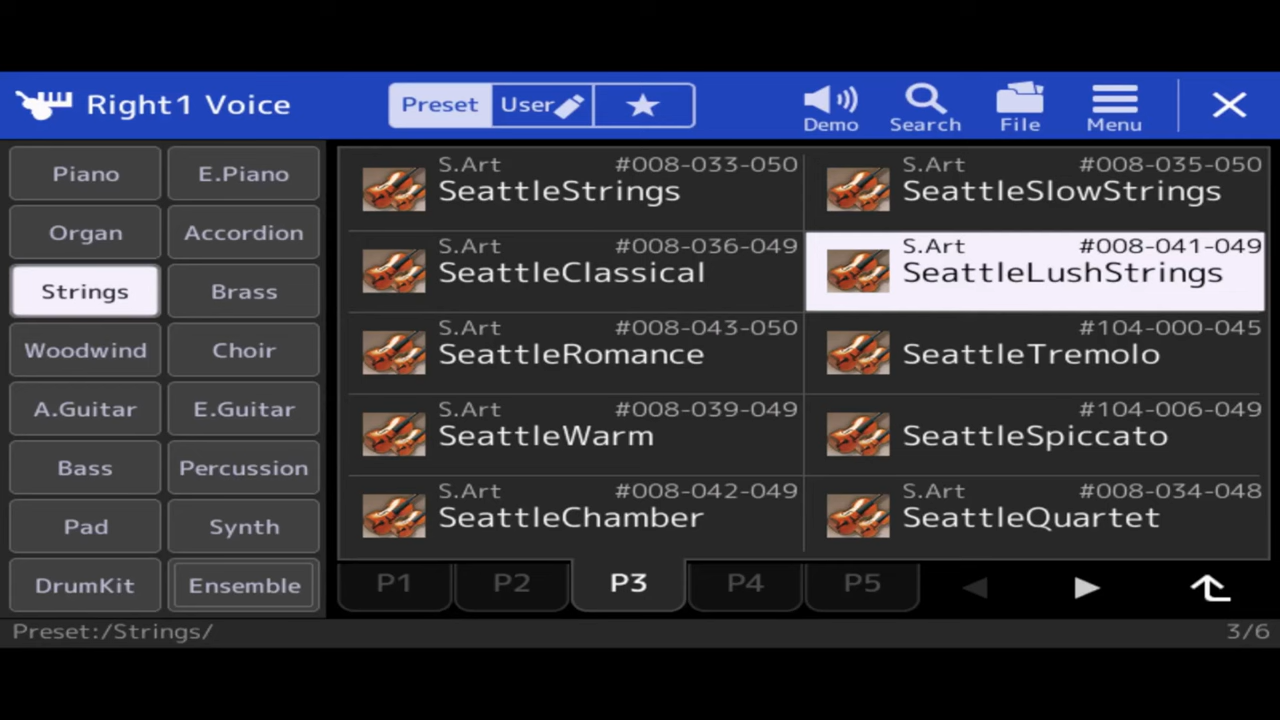 Right1 Voice
Preset User
Demo Search File Menu
Piano E.Piano
Organ Accordion
Strings Brass
Woodwind Choir
A.Guitar E.Guitar
Bass Percussion
Pad Synth
DrumKit Ensemble
S.Art #008-033-050
SeattleStrings
S.Art #008-035-050
SeattleSlowStrings
S.Art #008-036-049
SeattleClassical
S.Art #008-041-049
SeattleLushStrings
S.Art #008-043-050
SeattleRomance
#104-000-045
SeattleTremolo
S.Art #008-039-049
SeattleWarm
#104-006-049
SeattleSpiccato
S.Art #008-042-049
SeattleChamber
S.Art #008-034-048
SeattleQuartet
P1 P2 P3 P4 P5
Preset:/Strings/ 3/6